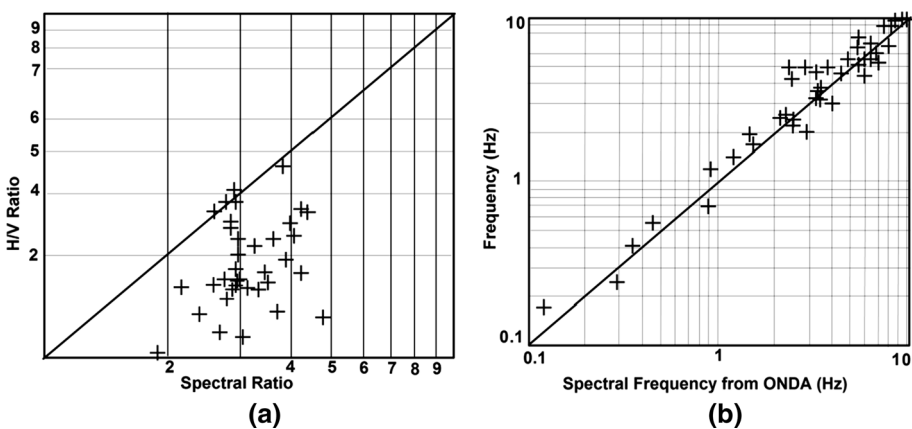 9
8
7
6
5
4
2
H/V Ratio
2 4 5 6 7 8 9
Spectral Ratio
(a)
10
1
0.1
Frequency (Hz)
0.1 1 10
Spectral Frequency from ONDA (Hz)
(b)